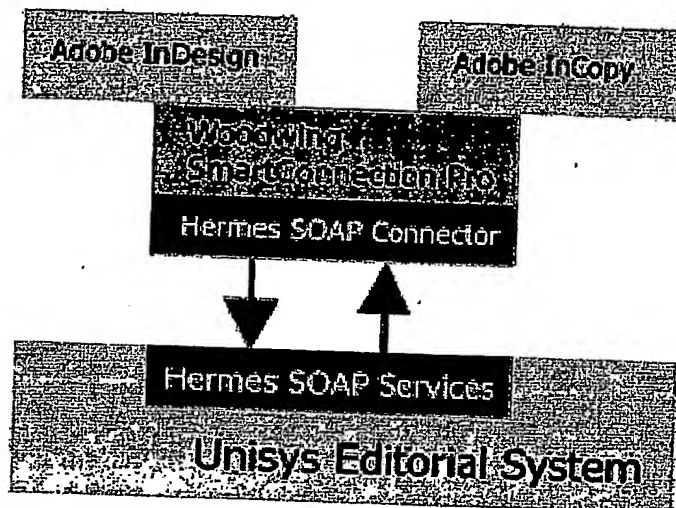 Adobe InDesign
Adobe InCopy
Woodwing
SmartConnection Pro
Hermes SOAP Connector
Hermes SOAP Services
Unisys Editorial System